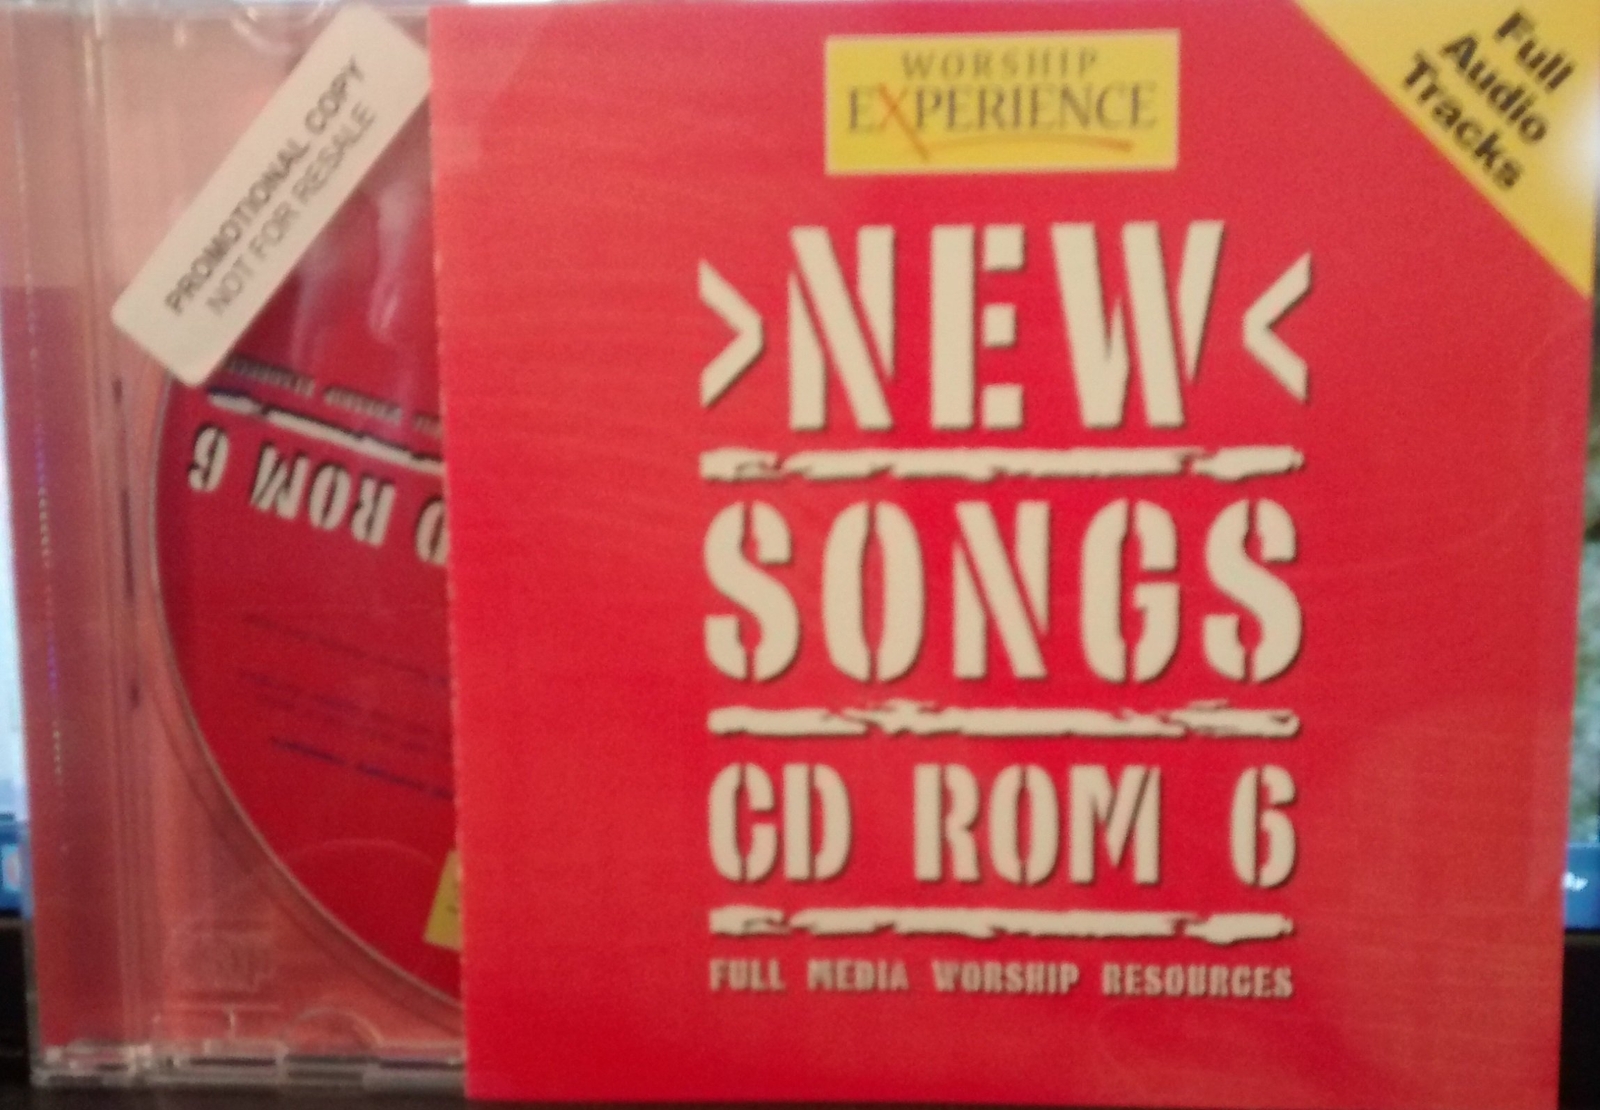 PROMOTIONAL COPY
NOT FOR RESALE
CD ROM 6
WORSHIP
EXPERIENCE
Full
Audio
Tracks
>NEW<
SONGS
CD ROM 6
FULL MEDIA WORSHIP RESOURCES